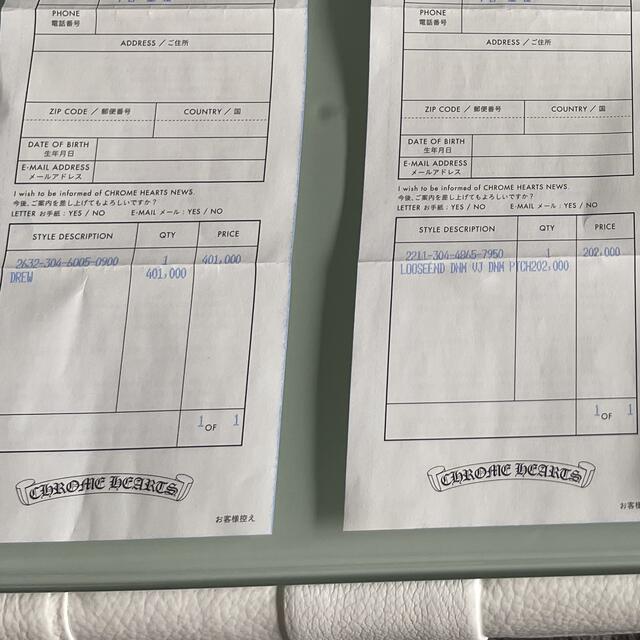 PHONE
電話番号
ADDRESS / ご住所
ZIP CODE / 郵便番号 COUNTRY / 国
DATE OF BIRTH
生年月日
E-MAIL ADDRESS
メールアドレス
I wish to be informed of CHROME HEARTS NEWS.
今後、ご案内を差し上げてもよろしいですか？
LETTER お手紙 : YES / NO E-MAIL メール : YES / NO
STYLE DESCRIPTION QTY PRICE
2632-304-6005-0900 1 401,000
DREW 401,000
1 OF 1
CHROME HEARTS
お客様控え
PHONE
電話番号
ADDRESS / ご住所
ZIP CODE / 郵便番号 COUNTRY / 国
DATE OF BIRTH
生年月日
E-MAIL ADDRESS
メールアドレス
I wish to be informed of CHROME HEARTS NEWS.
今後、ご案内を差し上げてもよろしいですか？
LETTER お手紙 : YES / NO E-MAIL メール : YES / NO
STYLE DESCRIPTION QTY PRICE
2211-304-4865-7950 1 202,000
LOOSEEND DNM VJ DNM PTCH202,000
1 OF 1
CHROME HEARTS
お客様